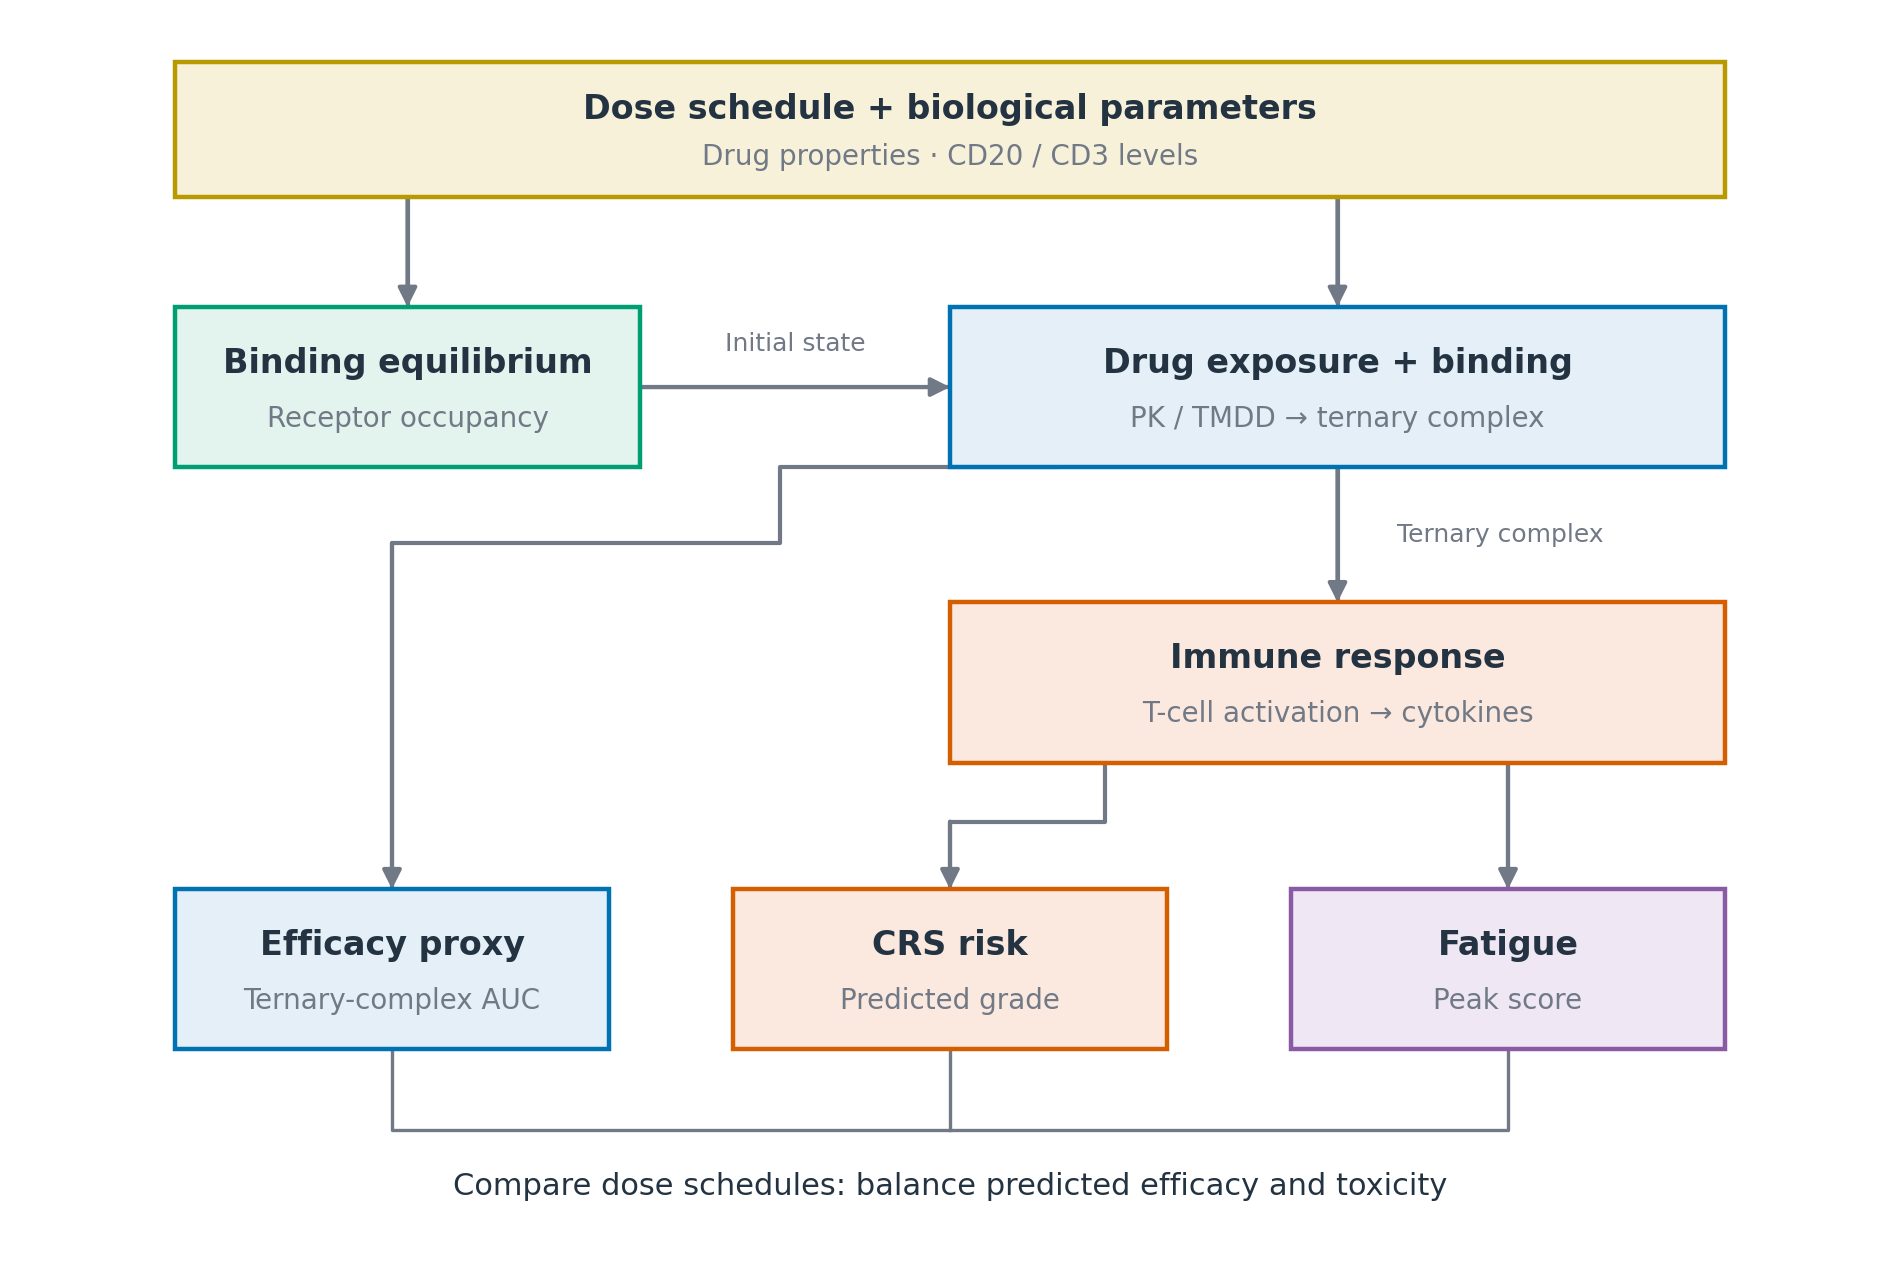 Dose schedule + biological parameters
Drug properties · CD20 / CD3 levels
Binding equilibrium
Receptor occupancy
Initial state
Drug exposure + binding
PK / TMDD → ternary complex
Ternary complex
Immune response
T-cell activation → cytokines
Efficacy proxy
Ternary-complex AUC
CRS risk
Predicted grade
Fatigue
Peak score
Compare dose schedules: balance predicted efficacy and toxicity